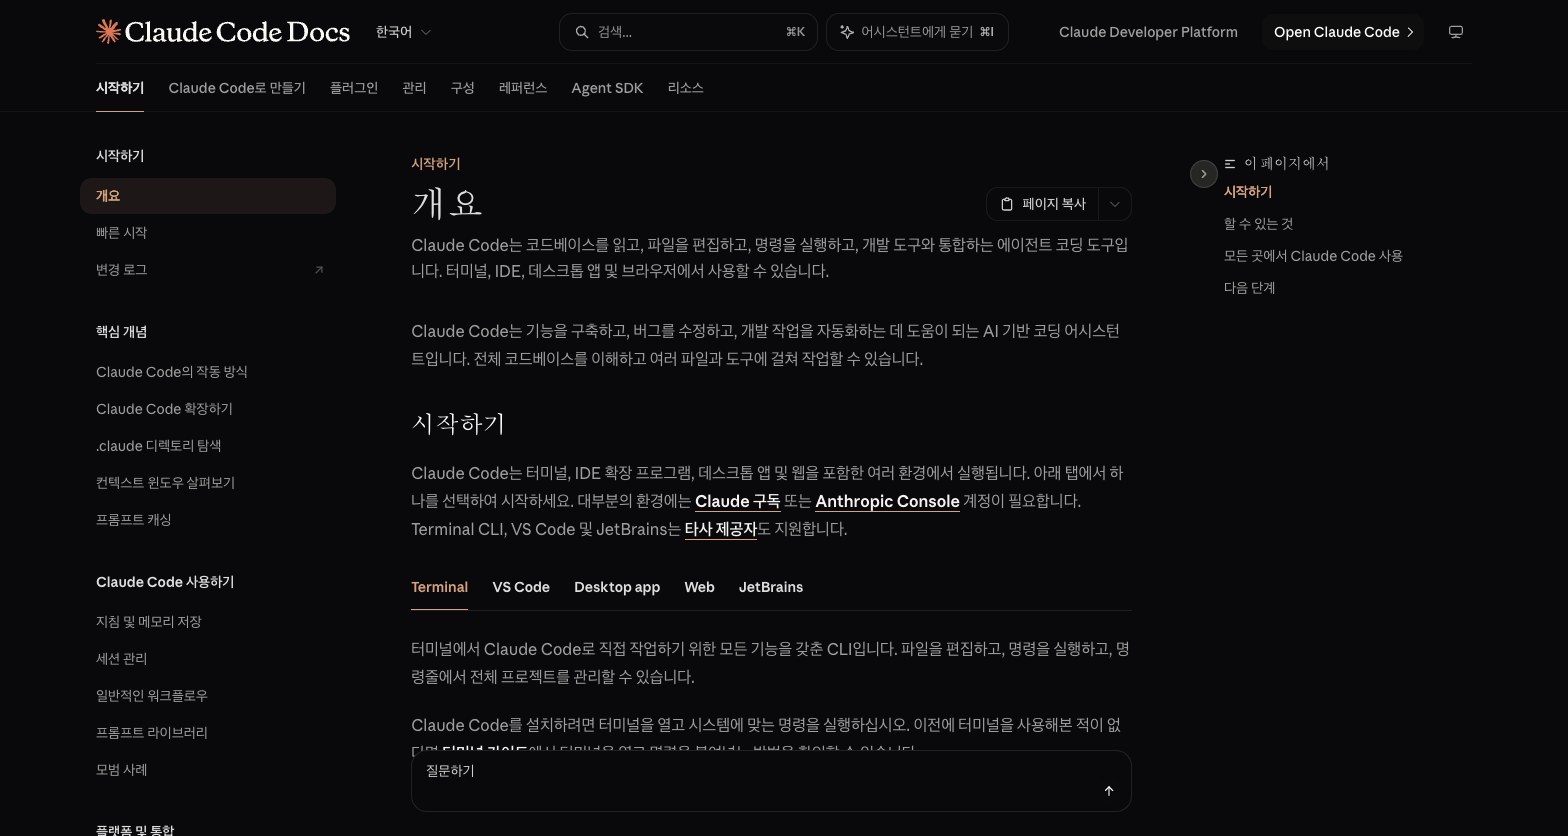 Claude Code Docs
한국어
검색...
⌘K
어시스턴트에게 묻기 ⌘I
Claude Developer Platform
Open Claude Code
시작하기
Claude Code로 만들기
플러그인
관리
구성
레퍼런스
Agent SDK
리소스
시작하기
개요
빠른 시작
변경 로그
핵심 개념
Claude Code의 작동 방식
Claude Code 확장하기
.claude 디렉토리 탐색
컨텍스트 윈도우 살펴보기
프롬프트 캐싱
Claude Code 사용하기
지침 및 메모리 저장
세션 관리
일반적인 워크플로우
프롬프트 라이브러리
모범 사례
플랫폼 및 통합
시작하기
개요
페이지 복사
Claude Code는 코드베이스를 읽고, 파일을 편집하고, 명령을 실행하고, 개발 도구와 통합하는 에이전트 코딩 도구입
니다. 터미널, IDE, 데스크톱 앱 및 브라우저에서 사용할 수 있습니다.
Claude Code는 기능을 구축하고, 버그를 수정하고, 개발 작업을 자동화하는 데 도움이 되는 AI 기반 코딩 어시스턴
트입니다. 전체 코드베이스를 이해하고 여러 파일과 도구에 걸쳐 작업할 수 있습니다.
시작하기
Claude Code는 터미널, IDE 확장 프로그램, 데스크톱 앱 및 웹을 포함한 여러 환경에서 실행됩니다. 아래 탭에서 하
나를 선택하여 시작하세요. 대부분의 환경에는 Claude 구독 또는 Anthropic Console 계정이 필요합니다.
Terminal CLI, VS Code 및 JetBrains는 타사 제공자도 지원합니다.
Terminal
VS Code
Desktop app
Web
JetBrains
터미널에서 Claude Code로 직접 작업하기 위한 모든 기능을 갖춘 CLI입니다. 파일을 편집하고, 명령을 실행하고, 명
령줄에서 전체 프로젝트를 관리할 수 있습니다.
Claude Code를 설치하려면 터미널을 열고 시스템에 맞는 명령을 실행하십시오. 이전에 터미널을 사용해본 적이 없
질문하기
이 페이지에서
시작하기
할 수 있는 것
모든 곳에서 Claude Code 사용
다음 단계